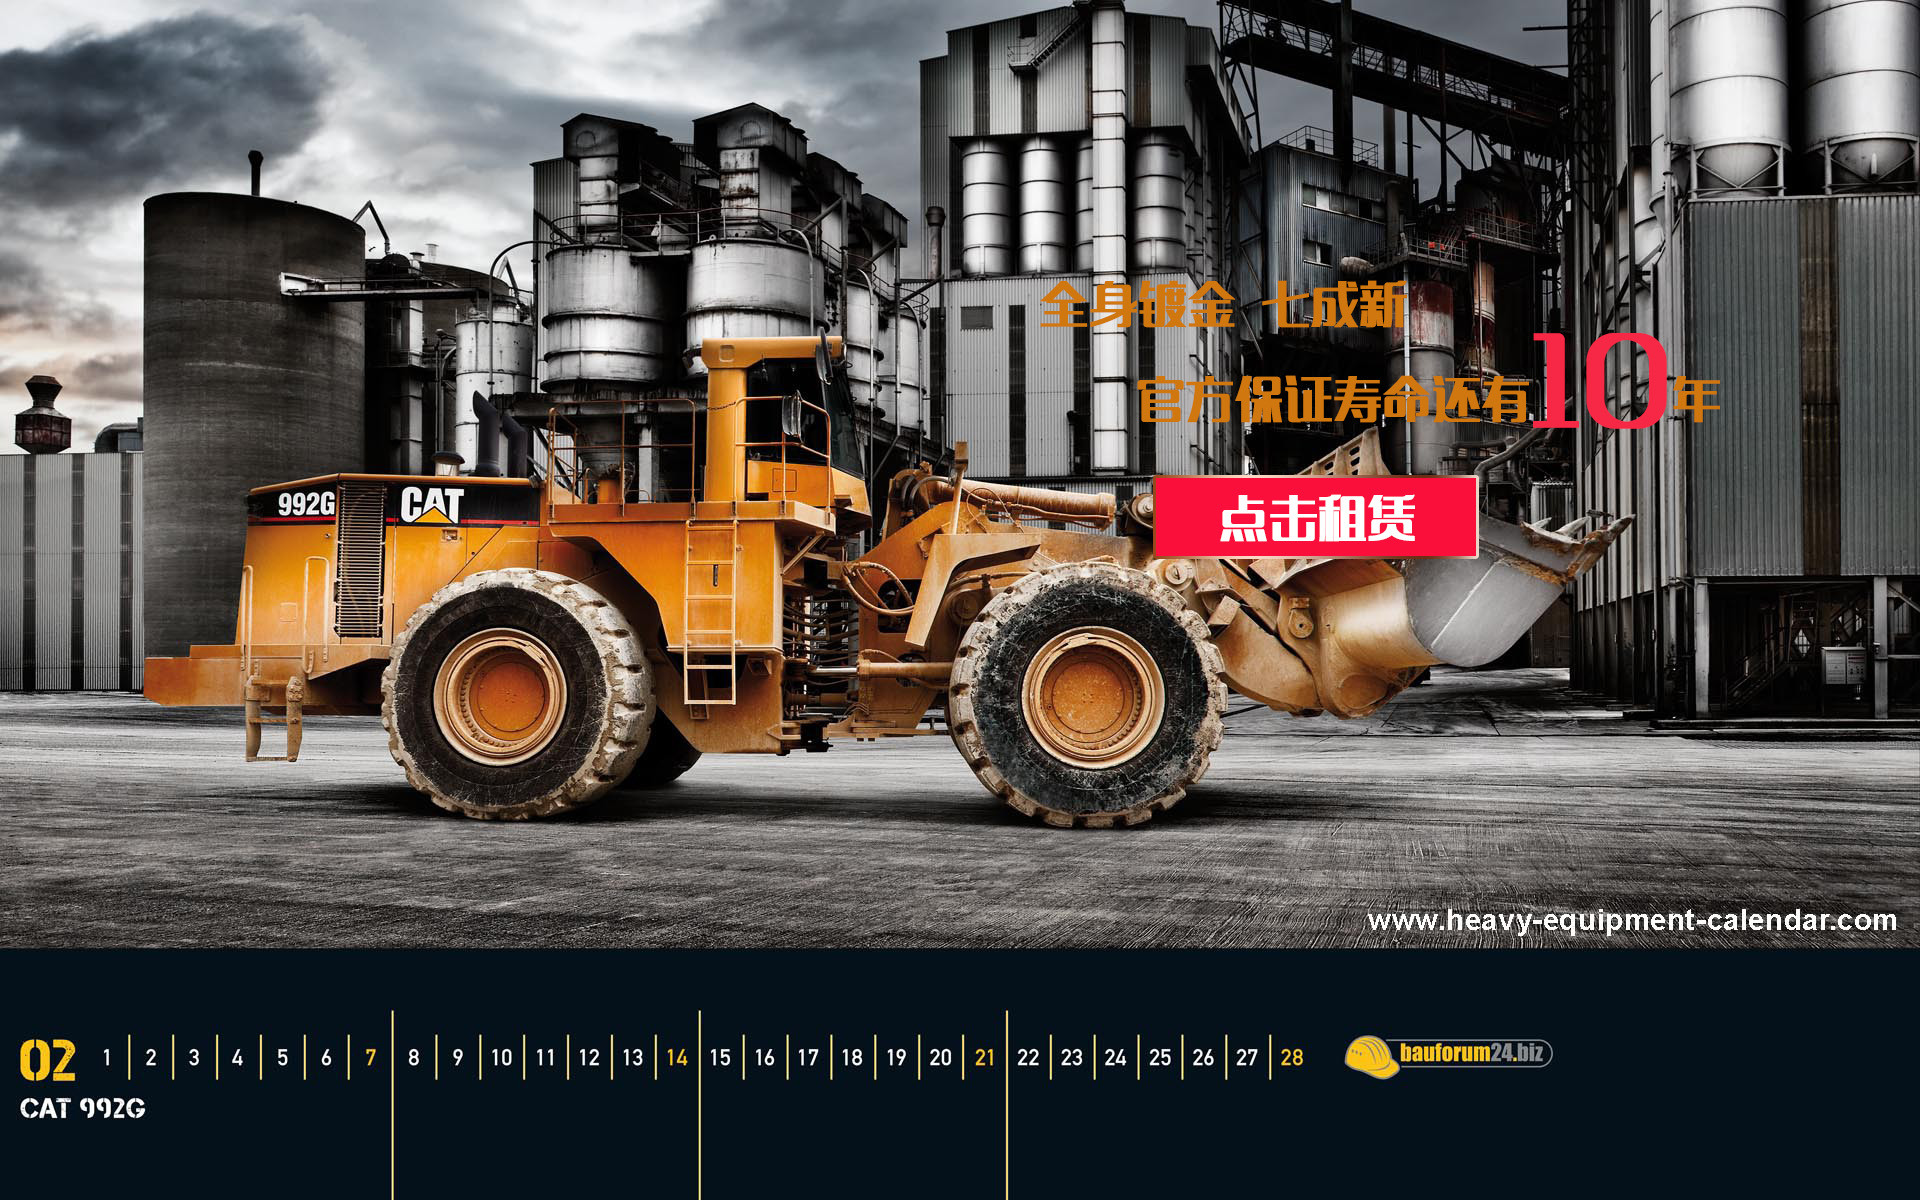 全身镀金 七成新
官方保证寿命还有10年
点击租赁
992G CAT
www.heavy-equipment-calendar.com
02 1 2 3 4 5 6 7 8 9 10 11 12 13 14 15 16 17 18 19 20 21 22 23 24 25 26 27 28
bauforum24.biz
CAT 992G